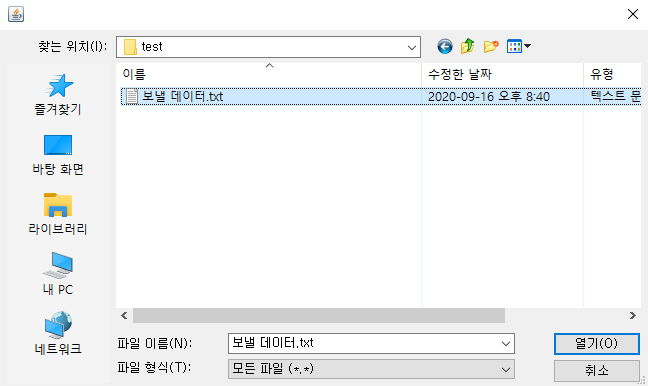 찾는 위치(I):
test
이름
수정한 날짜
유형
보낼 데이터.txt
2020-09-16 오후 8:40
텍스트 문
즐겨찾기
바탕 화면
라이브러리
내 PC
네트워크
파일 이름(N):
보낼 데이터.txt
열기(O)
파일 형식(T):
모든 파일 (*.*)
취소